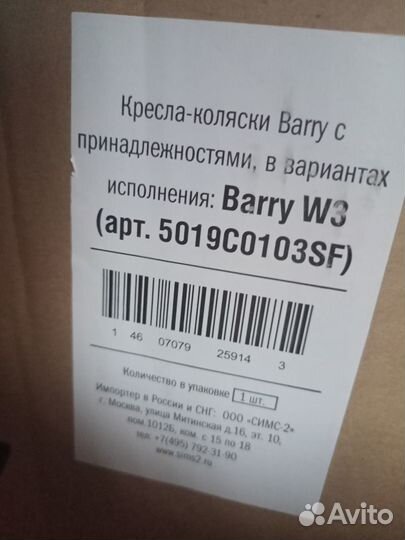 Кресла-коляски Barry с
принадлежностями, в вариантах
исполнения: Barry W3
(арт. 5019C0103SF)
1 46 07079 25914 3
Количество в упаковке 1 шт.
Импортер в России и СНГ: ООО «СИМС-2»
г. Москва, улица Митинская д.16, эт. 10,
пом 1012Б, ком. с 15 по 18
тел: +7(495) 792-31-90
www.sims2.ru
Avito